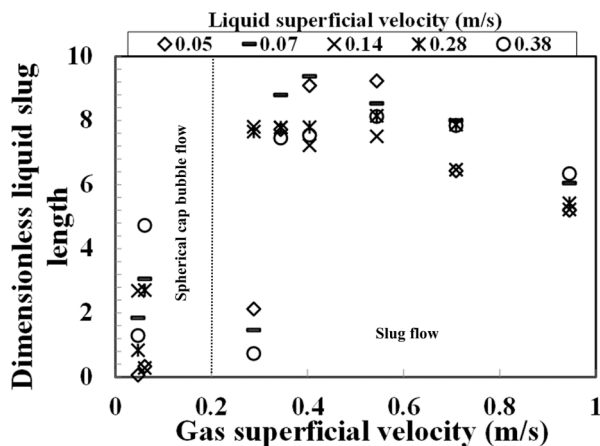 Liquid superficial velocity (m/s)
0.05 0.07 0.14 0.28 0.38
10
8
6
4
2
0
Dimensionless liquid slug
length
Spherical cap bubble flow
Slug flow
0 0.2 0.4 0.6 0.8 1
Gas superficial velocity (m/s)